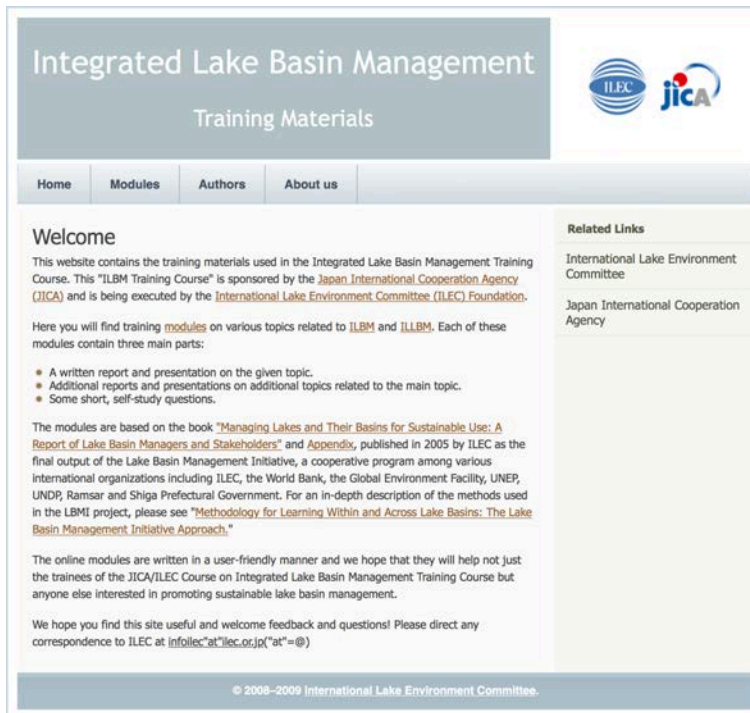 Integrated Lake Basin Management
Training Materials
ILEC
jica
Home
Modules
Authors
About us
Welcome
This website contains the training materials used in the Integrated Lake Basin Management Training
Course. This "ILBM Training Course" is sponsored by the Japan International Cooperation Agency
(JICA) and is being executed by the International Lake Environment Committee (ILEC) Foundation.
Here you will find training modules on various topics related to ILBM and ILLBM. Each of these
modules contain three main parts:
A written report and presentation on the given topic.
Additional reports and presentations on additional topics related to the main topic.
Some short, self-study questions.
The modules are based on the book "Managing Lakes and Their Basins for Sustainable Use: A
Report of Lake Basin Managers and Stakeholders" and Appendix, published in 2005 by ILEC as the
final output of the Lake Basin Management Initiative, a cooperative program among various
international organizations including ILEC, the World Bank, the Global Environment Facility, UNEP,
UNDP, Ramsar and Shiga Prefectural Government. For an in-depth description of the methods used
in the LBMI project, please see "Methodology for Learning Within and Across Lake Basins: The Lake
Basin Management Initiative Approach."
The online modules are written in a user-friendly manner and we hope that they will help not just
the trainees of the JICA/ILEC Course on Integrated Lake Basin Management Training Course but
anyone else interested in promoting sustainable lake basin management.
We hope you find this site useful and welcome feedback and questions! Please direct any
correspondence to ILEC at infoilec"at"ilec.or.jp("at"=@)
Related Links
International Lake Environment
Committee
Japan International Cooperation
Agency
© 2008–2009 International Lake Environment Committee.